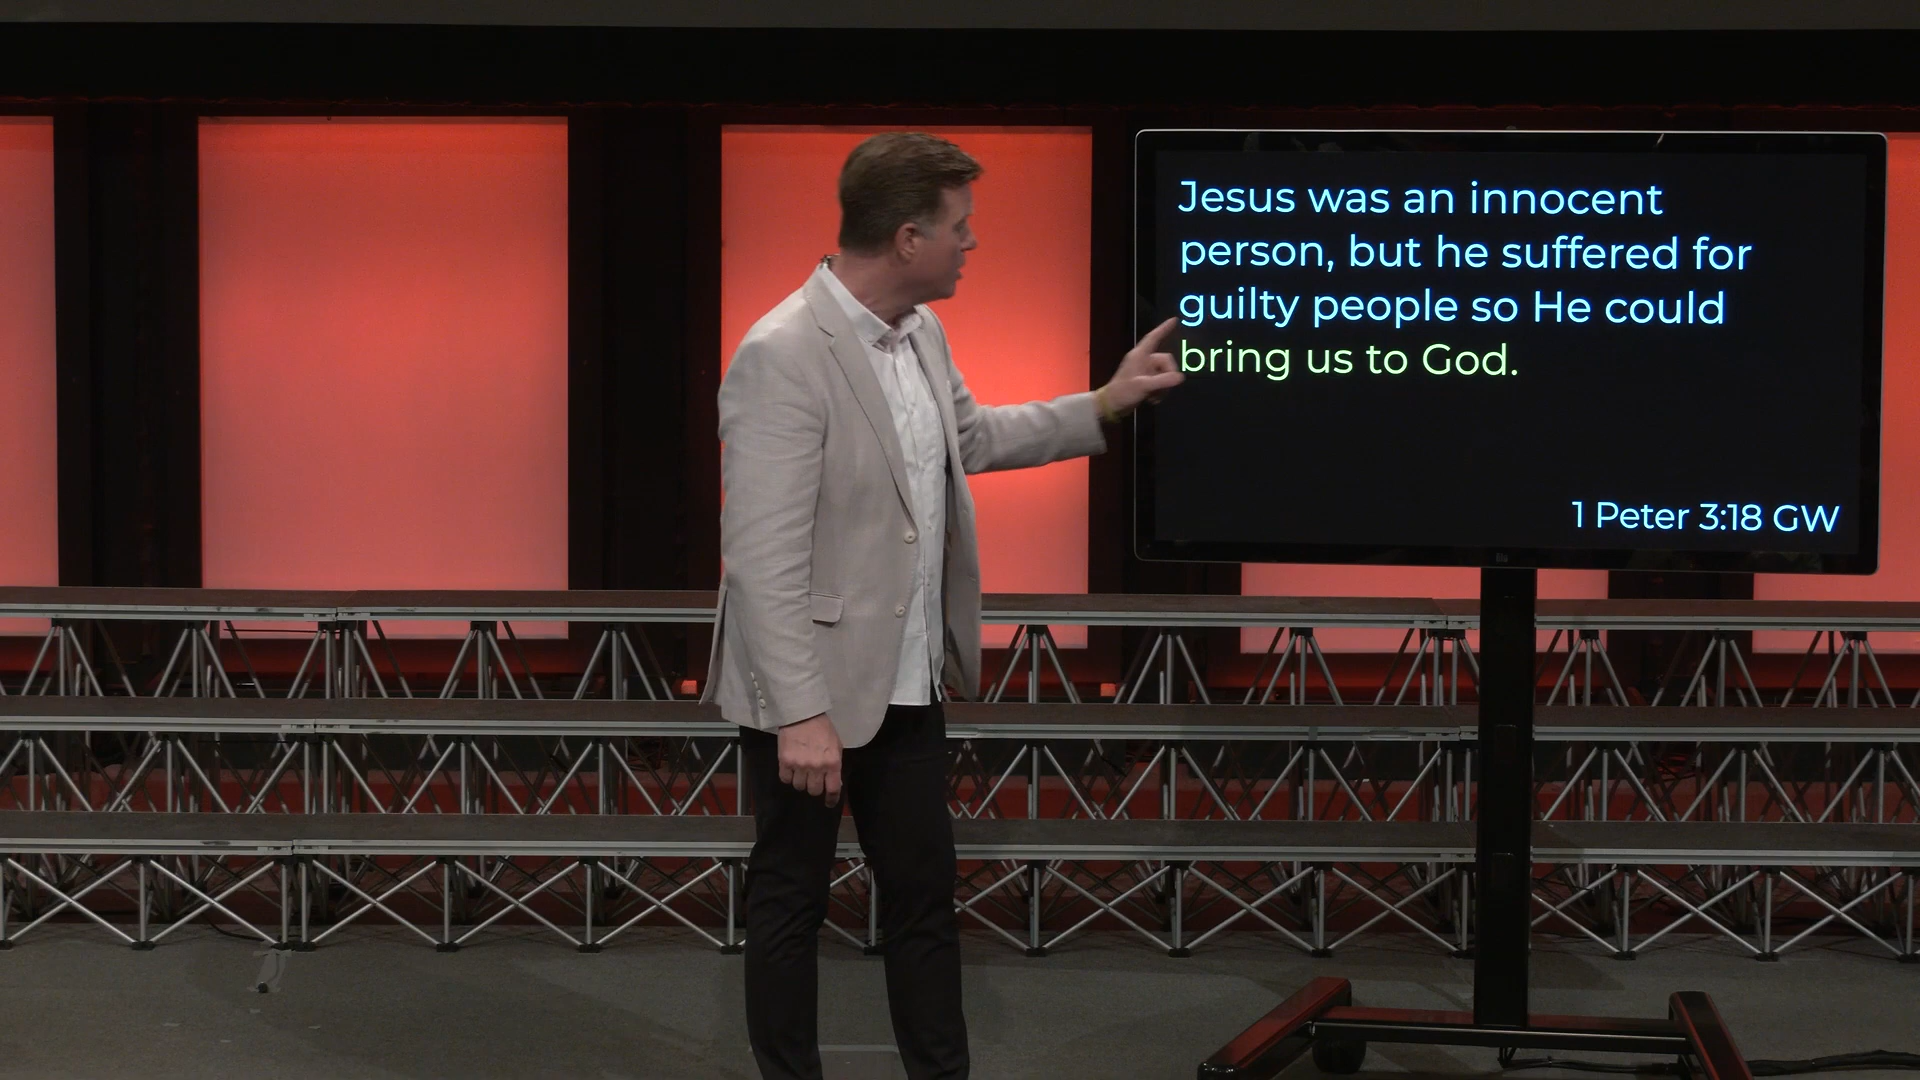 Jesus was an innocent
person, but he suffered for
guilty people so He could
bring us to God.
1 Peter 3:18 GW